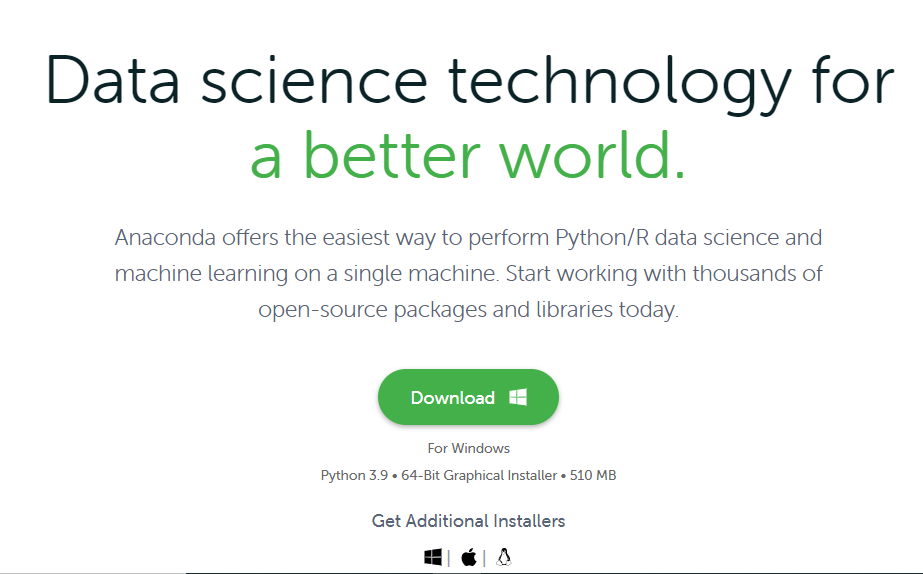 Data science technology for
a better world.
Anaconda offers the easiest way to perform Python/R data science and
machine learning on a single machine. Start working with thousands of
open-source packages and libraries today.
Download
For Windows
Python 3.9 • 64-Bit Graphical Installer • 510 MB
Get Additional Installers
| |